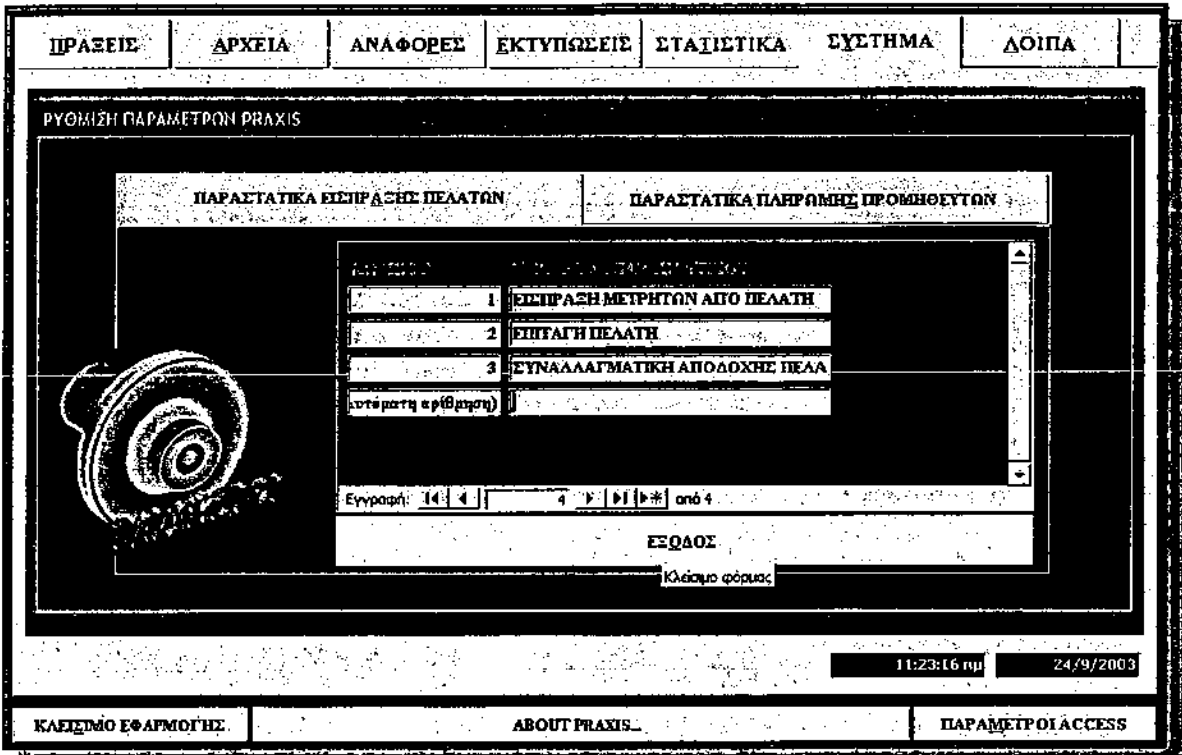 ΠΡΑΞΕΙΣ ΑΡΧΕΙΑ ΑΝΑΦΟΡΕΣ ΕΚΤΥΠΩΣΕΙΣ ΣΤΑΤΙΣΤΙΚΑ ΣΥΣΤΗΜΑ ΛΟΙΠΑ
ΡΥΘΜΙΣΗ ΠΑΡΑΜΕΤΡΩΝ PRAXIS
ΠΑΡΑΣΤΑΤΙΚΑ ΕΙΣΠΡΑΞΗΣ ΠΕΛΑΤΩΝ ΠΑΡΑΣΤΑΤΙΚΑ ΠΛΗΡΩΜΗΣ ΠΡΟΜΗΘΕΥΤΩΝ
1 ΕΙΣΠΡΑΞΗ ΜΕΤΡΗΤΩΝ ΑΠΟ ΠΕΛΑΤΗ
2 ΕΠΙΤΑΓΗ ΠΕΛΑΤΗ
3 ΣΥΝΑΛΛΑΓΜΑΤΙΚΗ ΑΠΟΔΟΧΗΣ ΠΕΛΑ
υτόματη αρίθμηση)
Εγγραφή: 4 από 4
ΕΞΟΔΟΣ
Κλείσιμο φόρμας
11:23:16 πμ 24/9/2003
ΚΛΕΙΣΙΜΟ ΕΦΑΡΜΟΓΗΣ ABOUT PRAXIS... ΠΑΡΑΜΕΤΡΟΙ ACCESS